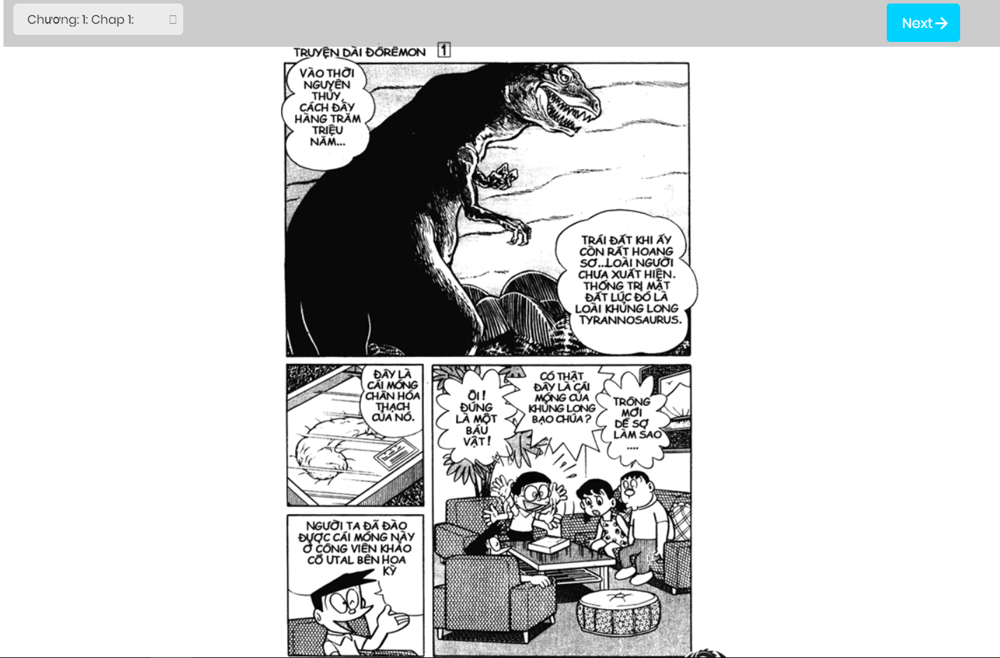 Chương: 1: Chap 1:
Next
TRUYỆN DÀI ĐÔRÊMON 1
VÀO THỜI
NGUYÊN
THỦY,
CÁCH ĐÂY
HÀNG TRĂM
TRIỆU
NĂM...
TRÁI ĐẤT KHI ẤY
CÒN RẤT HOANG
SƠ...LOÀI NGƯỜI
CHƯA XUẤT HIỆN.
THỐNG TRỊ MẶT
ĐẤT LÚC ĐÓ LÀ
LOÀI KHỦNG LONG
TYRANNOSAURUS.
ĐÂY LÀ
CÁI MÓNG
CHÂN HÓA
THẠCH
CỦA NÓ.
ÔI!
ĐÚNG
LÀ MỘT
BÁU
VẬT!
CÓ THẬT
ĐÂY LÀ CÁI
MÓNG CỦA
KHỦNG LONG
BẠO CHÚA?
TRÔNG
MỚI
DỄ SỢ
LÀM SAO
....
NGƯỜI TA ĐÃ ĐÀO
ĐƯỢC CÁI MÓNG NÀY
Ở CÔNG VIÊN KHẢO
CỔ UTAL BÊN HOA
KỲ